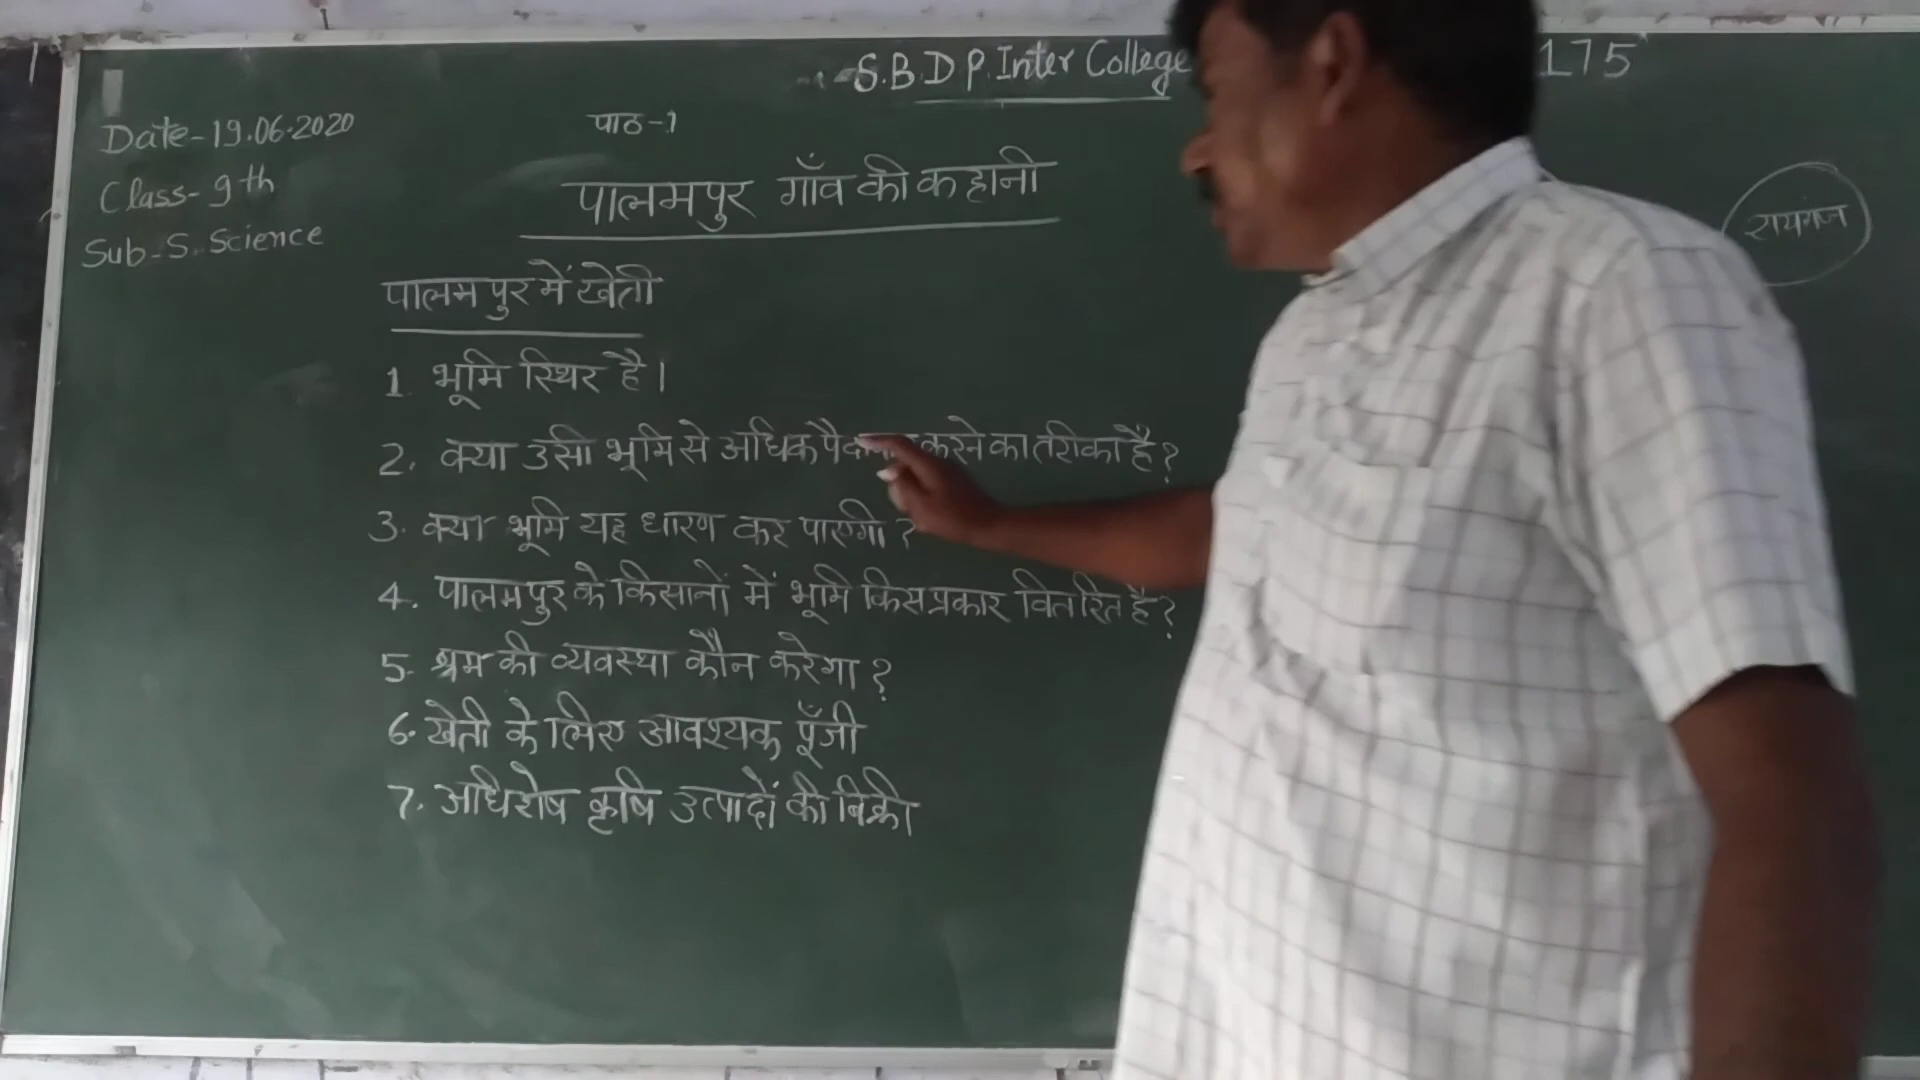 S.B.D.P. Inter College
175
Date-19.06.2020
पाठ-1
Class-9th
पालमपुर गाँव की कहानी
रायगंज
Sub-S. Science
पालमपुर में खेती
1. भूमि स्थिर है।
2. क्या उसी भूमि से अधिक करने का तरीका है?
3. क्या भूमि यह धारण कर पाएगी?
4. पालमपुर के किसानों में भूमि किस प्रकार वितरित है?
5. श्रम की व्यवस्था कौन करेगा?
6. खेती के लिए आवश्यक पूँजी
7. अधिशेष कृषि उत्पादों की बिक्री